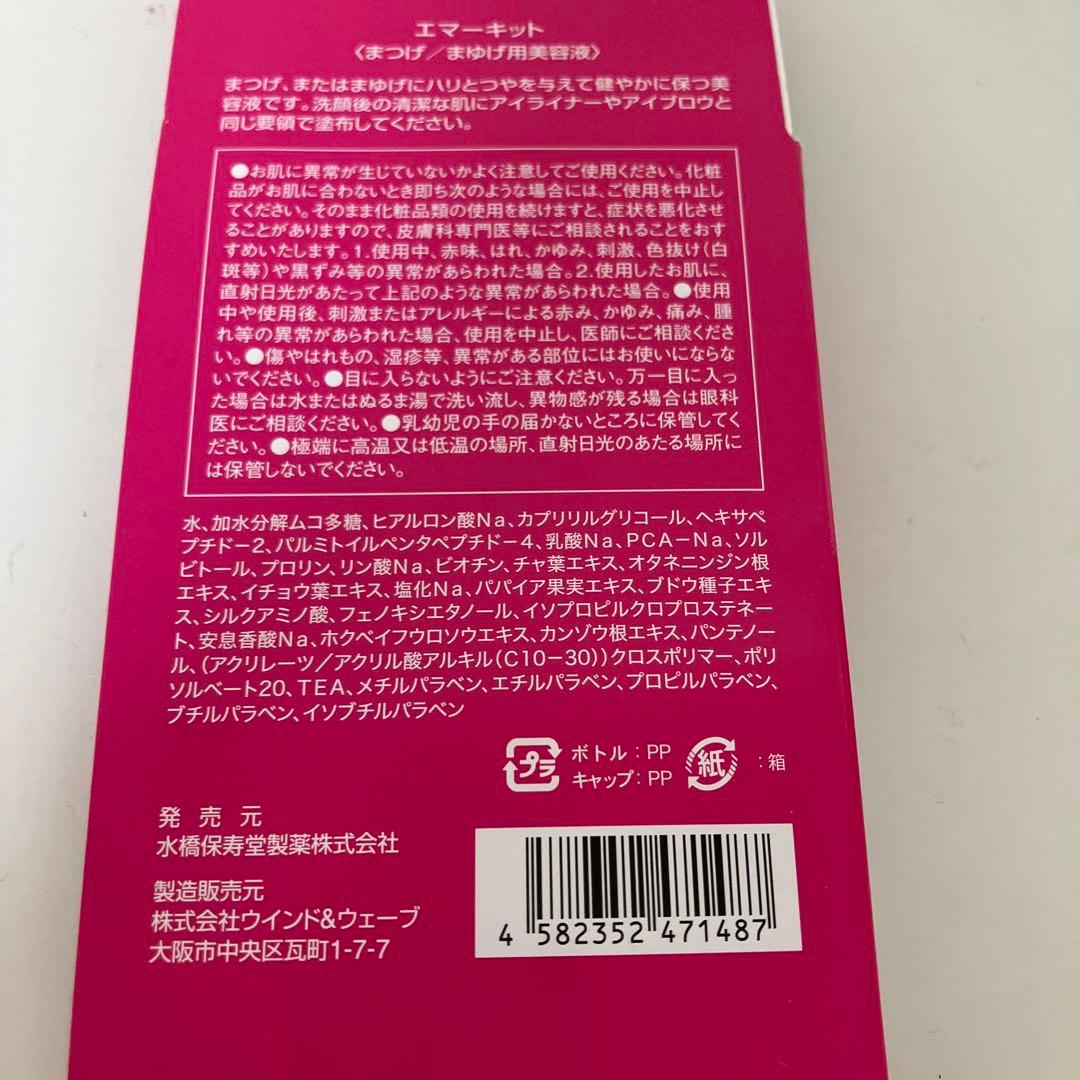 エマーキット
〈まつげ／まゆげ用美容液〉
まつげ、またはまゆげにハリとつやを与えて健やかに保つ美
容液です。洗顔後の清潔な肌にアイライナーやアイブロウと
同じ要領で塗布してください。
●お肌に異常が生じていないかよく注意してご使用ください。化粧
品がお肌に合わないとき即ち次のような場合には、ご使用を中止し
てください。そのまま化粧品類の使用を続けますと、症状を悪化させ
ることがありますので、皮膚科専門医等にご相談されることをおす
すめいたします。1.使用中、赤味、はれ、かゆみ、刺激、色抜け（白
斑等）や黒ずみ等の異常があらわれた場合。2.使用したお肌に、
直射日光があたって上記のような異常があらわれた場合。●使用
中や使用後、刺激またはアレルギーによる赤み、かゆみ、痛み、腫
れ等の異常があらわれた場合、使用を中止し、医師にご相談くださ
い。●傷やはれもの、湿疹等、異常がある部位にはお使いにならな
いでください。●目に入らないようにご注意ください。万一目に入っ
た場合は水またはぬるま湯で洗い流し、異物感が残る場合は眼科
医にご相談ください。●乳幼児の手の届かないところに保管してく
ださい。●極端に高温又は低温の場所、直射日光のあたる場所に
は保管しないでください。
水、加水分解ムコ多糖、ヒアルロン酸Na、カプリリルグリコール、ヘキサペ
プチド－2、パルミトイルペンタペプチド－4、乳酸Na、PCA－Na、ソル
ビトール、プロリン、リン酸Na、ビオチン、チャ葉エキス、オタネニンジン根
エキス、イチョウ葉エキス、塩化Na、パパイア果実エキス、ブドウ種子エキ
ス、シルクアミノ酸、フェノキシエタノール、イソプロピルクロプロステネー
ト、安息香酸Na、ホクベイフウロソウエキス、カンゾウ根エキス、パンテノー
ル、（アクリレーツ／アクリル酸アルキル（C10－30））クロスポリマー、ポリ
ソルベート20、TEA、メチルパラベン、エチルパラベン、プロピルパラベン、
ブチルパラベン、イソブチルパラベン
プラ ボトル：PP
キャップ：PP
紙 ：箱
発売元
水橋保寿堂製薬株式会社
製造販売元
株式会社ウインド&ウェーブ
大阪市中央区瓦町1-7-7
4 582352 471487